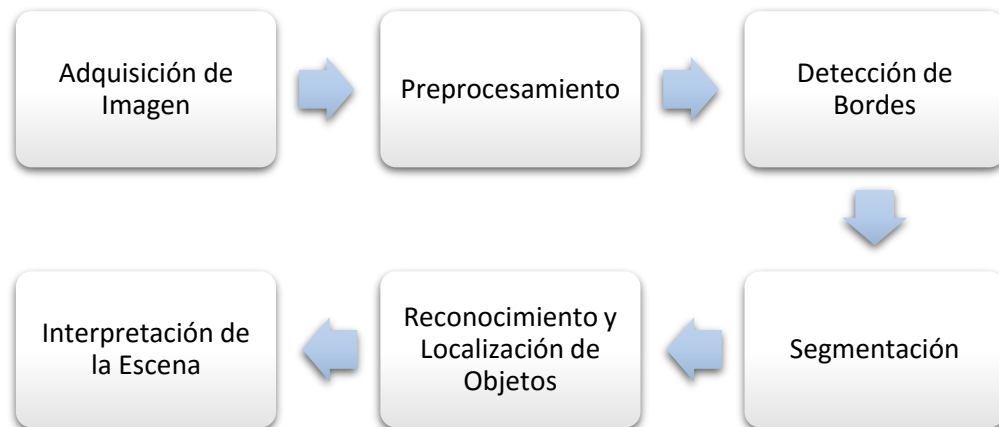 Adquisición de
Imagen
Preprocesamiento
Detección de
Bordes
Segmentación
Reconocimiento y
Localización de
Objetos
Interpretación de
la Escena